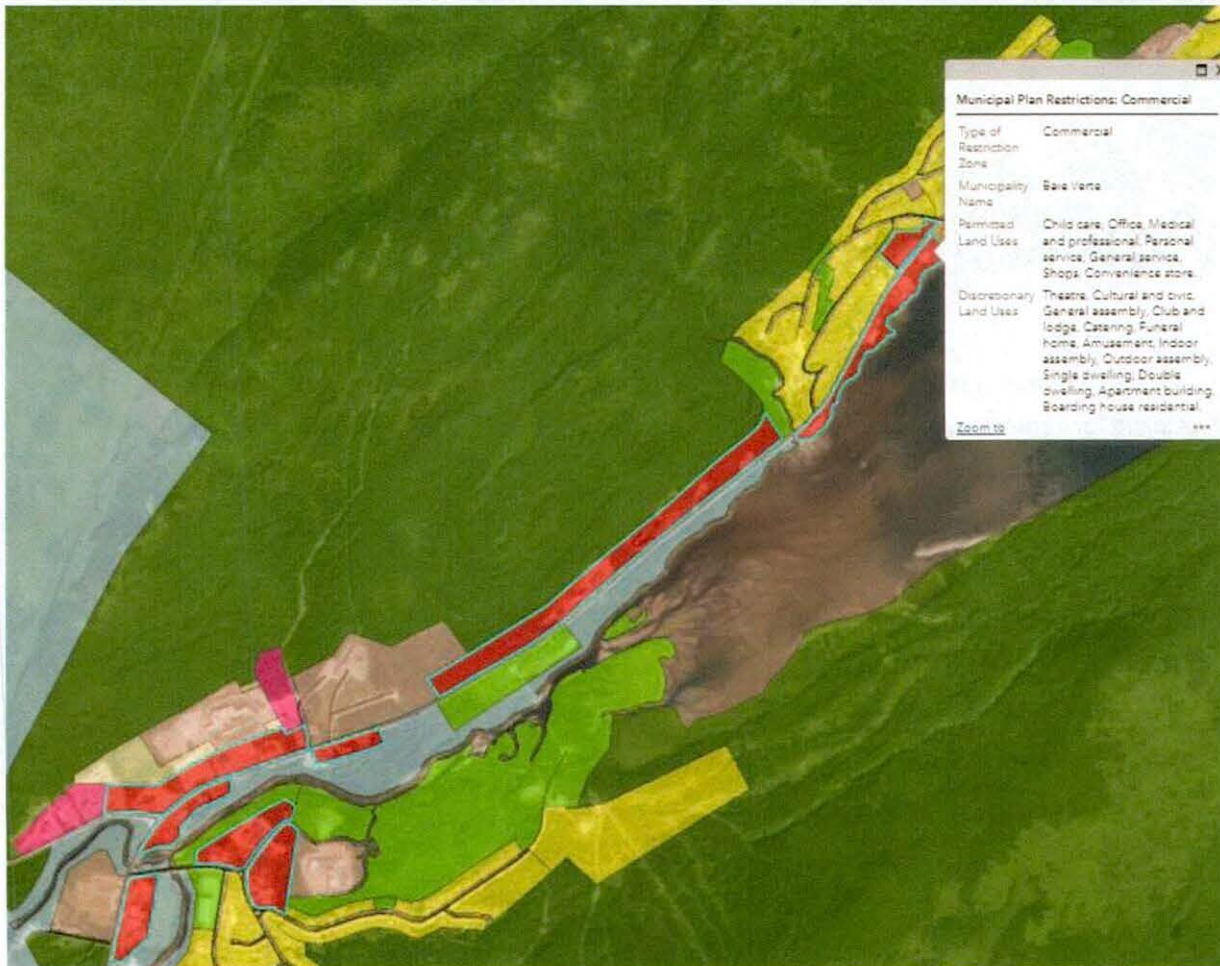 Municipal Plan Restrictions: Commercial
Type of Restriction Zone
Commercial
Municipality Name
Baie Verte
Permitted Land Uses
Child care, Office, Medical
and professional, Personal
service, General service,
Shops, Convenience store..
Discretionary Land Uses
Theatre, Cultural and civic,
General assembly, Club and
lodge, Catering, Funeral
home, Amusement, Indoor
assembly, Outdoor assembly,
Single dwelling, Double
dwelling, Apartment building,
Boarding house residential,
Zoom to